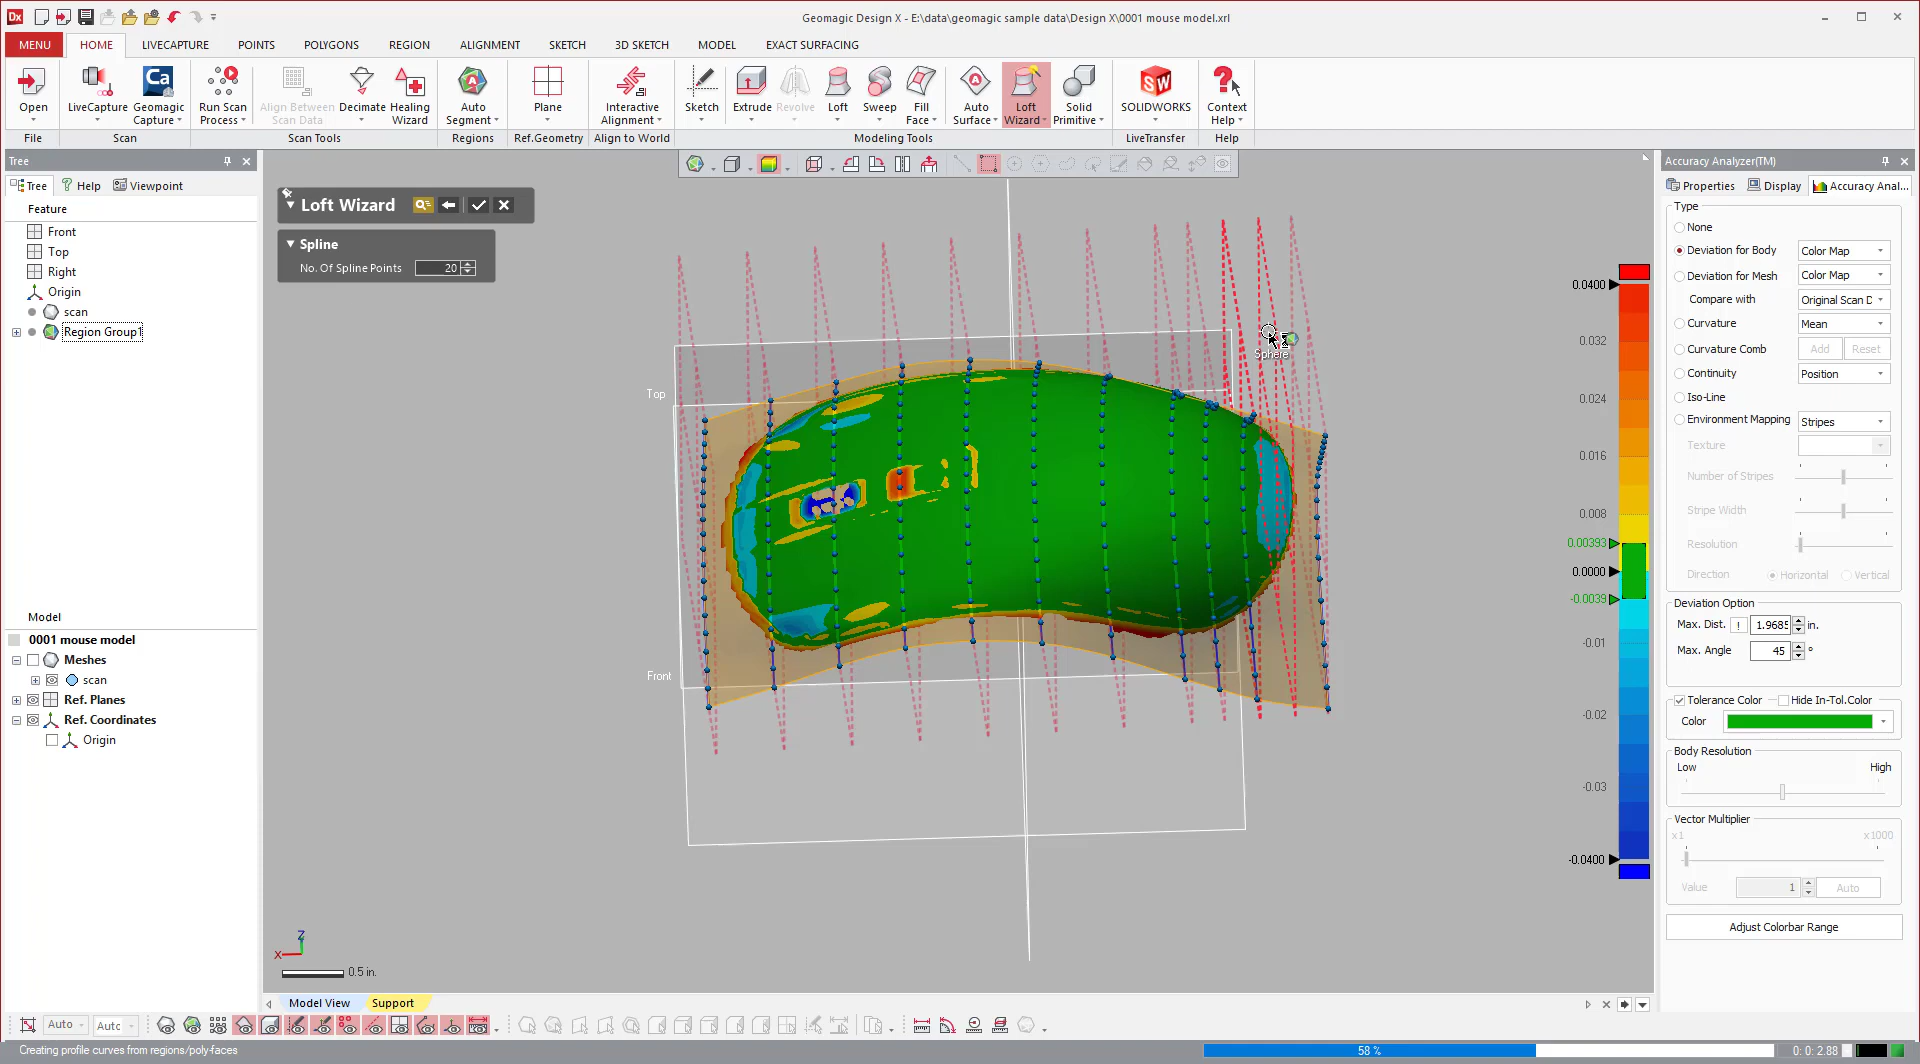 Dx
Geomagic Design X - E:\data\geomagic sample data\Design X\0001 mouse model.xrl
MENU HOME LIVECAPTURE POINTS POLYGONS REGION ALIGNMENT SKETCH 3D SKETCH MODEL EXACT SURFACING
Open LiveCapture Geomagic Capture Run Scan Process Align Between Scan Data Decimate Healing Wizard Auto Segment Plane Interactive Alignment Sketch Extrude Revolve Loft Sweep Fill Face Auto Surface Loft Wizard Solid Primitive SOLIDWORKS Context Help
File Scan Scan Tools Regions Ref.Geometry Align to World Modeling Tools LiveTransfer Help
Tree
Tree Help Viewpoint
Feature
Front
Top
Right
Origin
scan
Region Group1
Model
0001 mouse model
Meshes
scan
Ref. Planes
Ref. Coordinates
Origin
Loft Wizard
Spline
No. Of Spline Points 20
Top
Front
Sphere
Z
X
0.5 in.
0.0400
0.032
0.024
0.016
0.008
0.00393
0.0000
-0.0039
-0.01
-0.02
-0.03
-0.0400
Accuracy Analyzer(TM)
Properties Display Accuracy Anal...
Type
None
Deviation for Body Color Map
Deviation for Mesh Color Map
Compare with Original Scan D
Curvature Mean
Curvature Comb Add Reset
Continuity Position
Iso-Line
Environment Mapping Stripes
Texture
Number of Stripes
Stripe Width
Resolution
Direction Horizontal Vertical
Deviation Option
Max. Dist. ! 1.9685 in.
Max. Angle 45 °
Tolerance Color Hide In-Tol.Color
Color
Body Resolution
Low High
Vector Multiplier
x1 x1000
Value 1 Auto
Adjust Colorbar Range
Model View Support
Auto Auto
Creating profile curves from regions/poly-faces
58 %
0: 0: 2.88